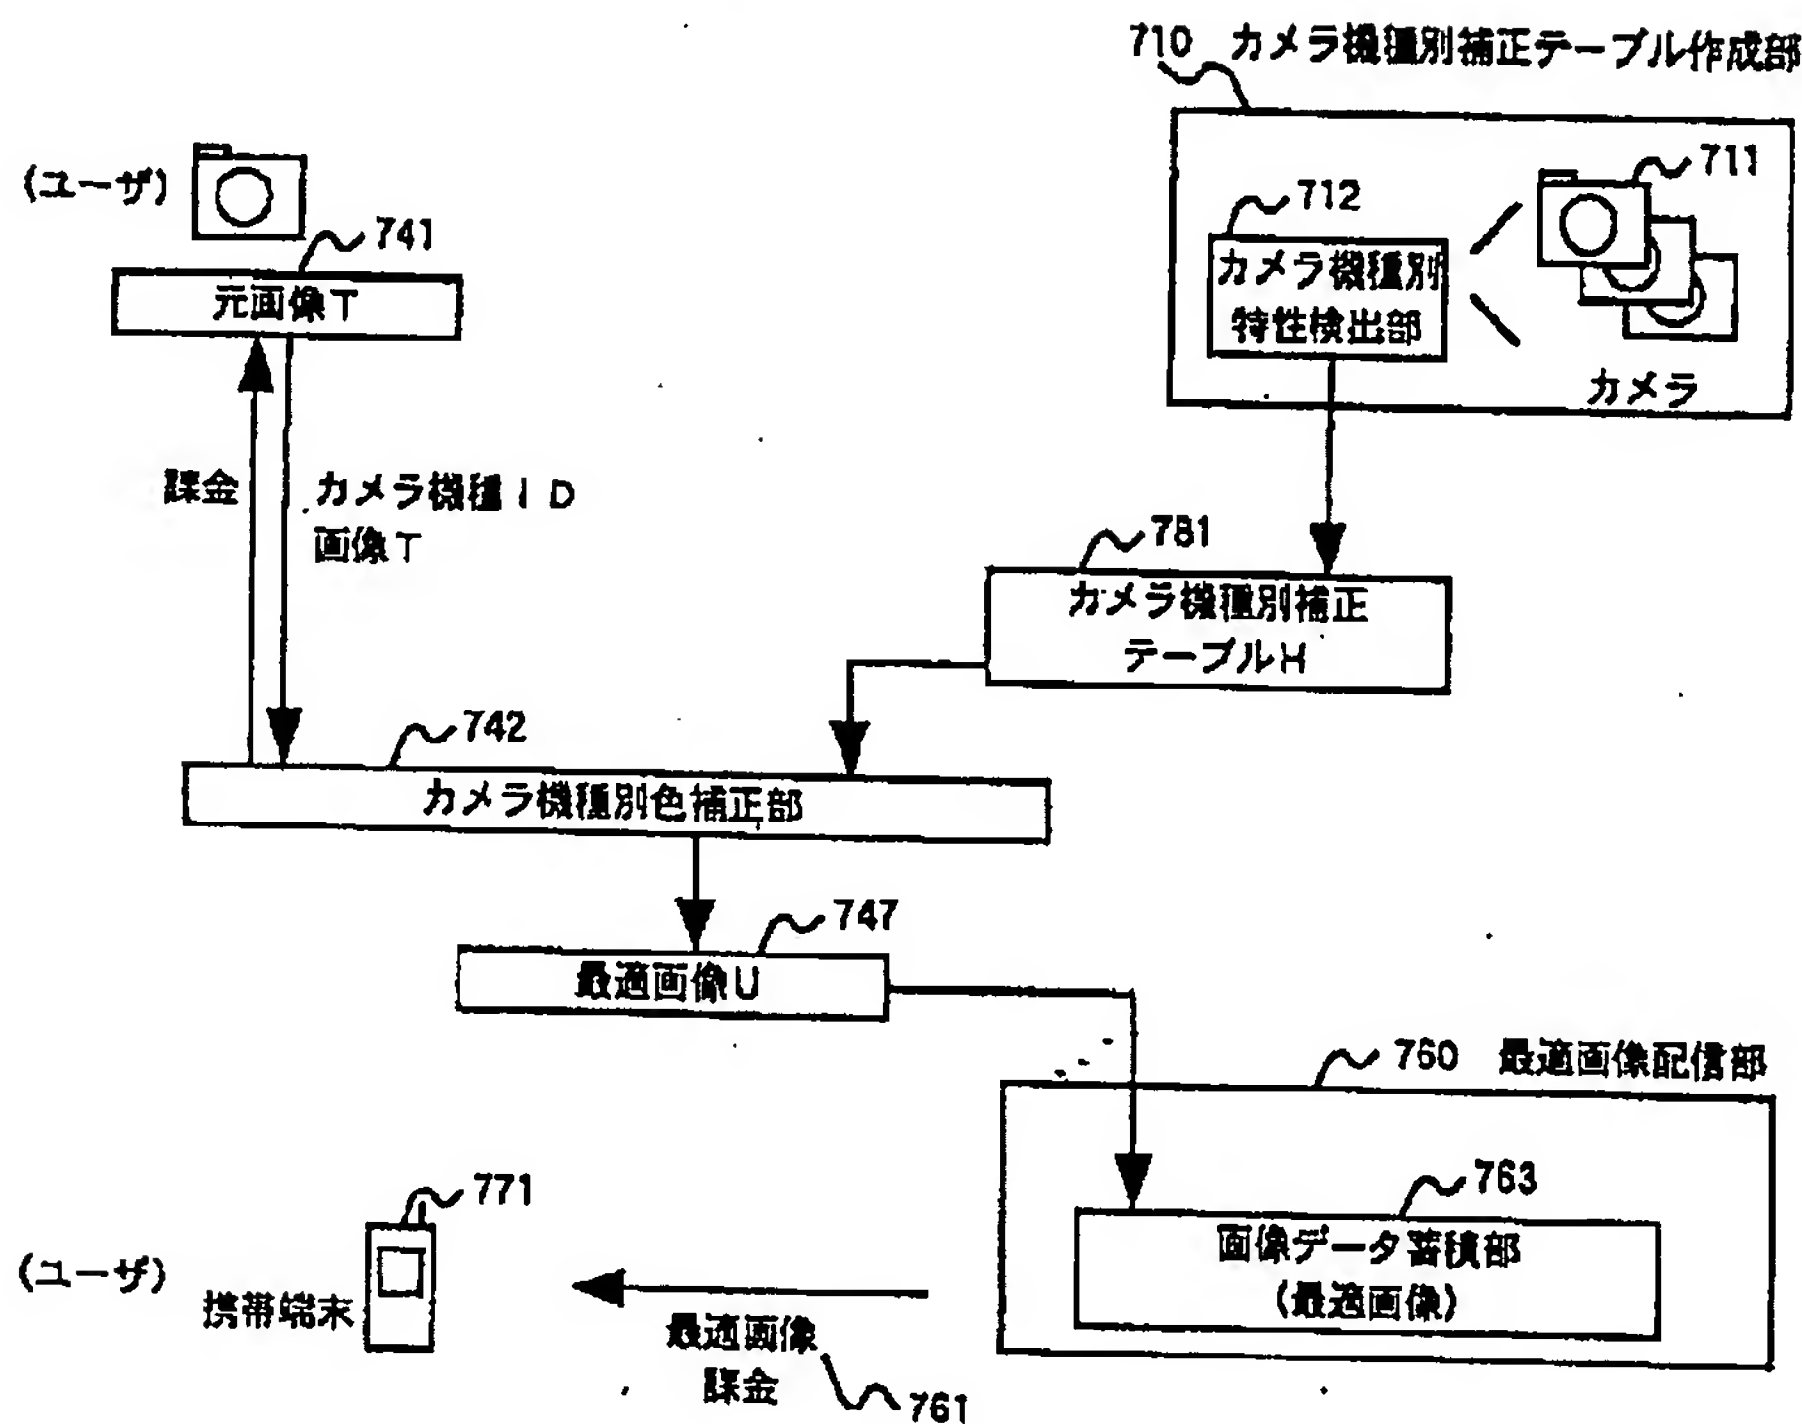 710 カメラ機種別補正テーブル作成部
(ユーザ)
711
712
741
カメラ機種別
特性検出部
元画像T
カメラ
課金
カメラ機種ID
画像T
781
カメラ機種別補正
テーブルH
742
カメラ機種別色補正部
747
最適画像U
760 最適画像配信部
771
763
画像データ蓄積部
(最適画像)
(ユーザ)
携帯端末
最適画像
課金
761